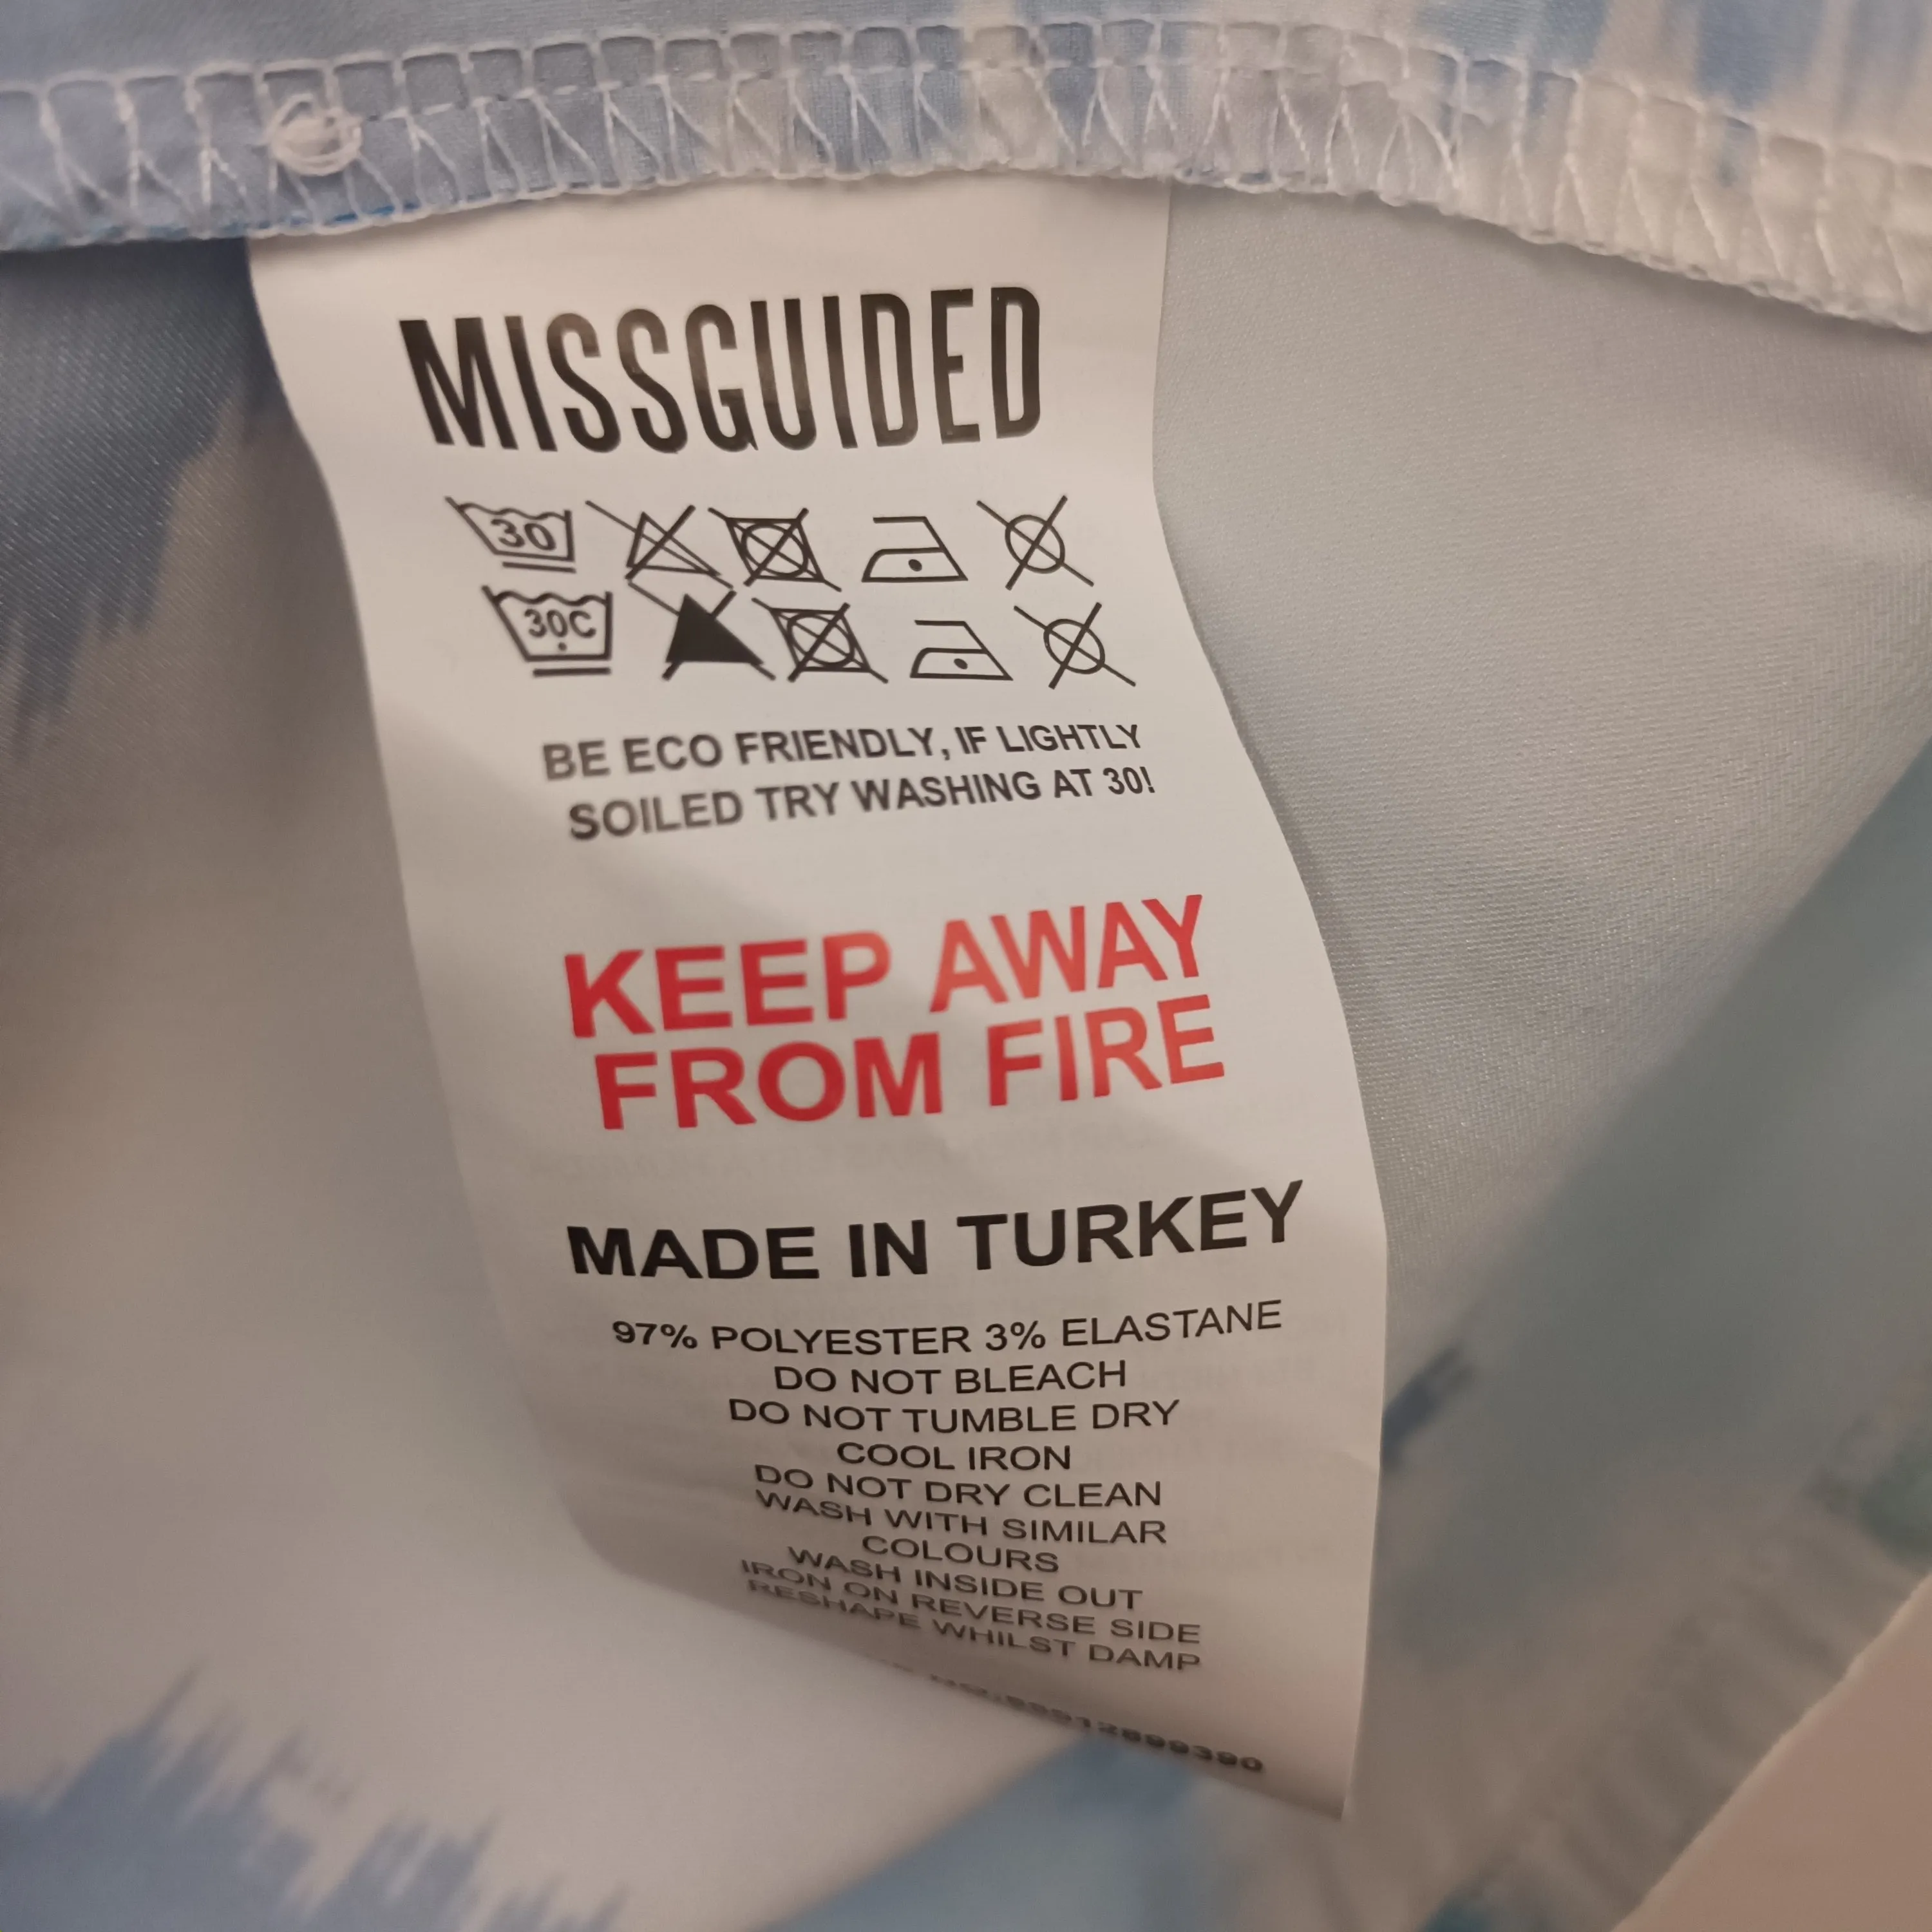 MISSGUIDED
30
30C
BE ECO FRIENDLY, IF LIGHTLY
SOILED TRY WASHING AT 30!
KEEP AWAY
FROM FIRE
MADE IN TURKEY
97% POLYESTER 3% ELASTANE
DO NOT BLEACH
DO NOT TUMBLE DRY
COOL IRON
DO NOT DRY CLEAN
WASH WITH SIMILAR
COLOURS
WASH INSIDE OUT
IRON ON REVERSE SIDE
RESHAPE WHILST DAMP